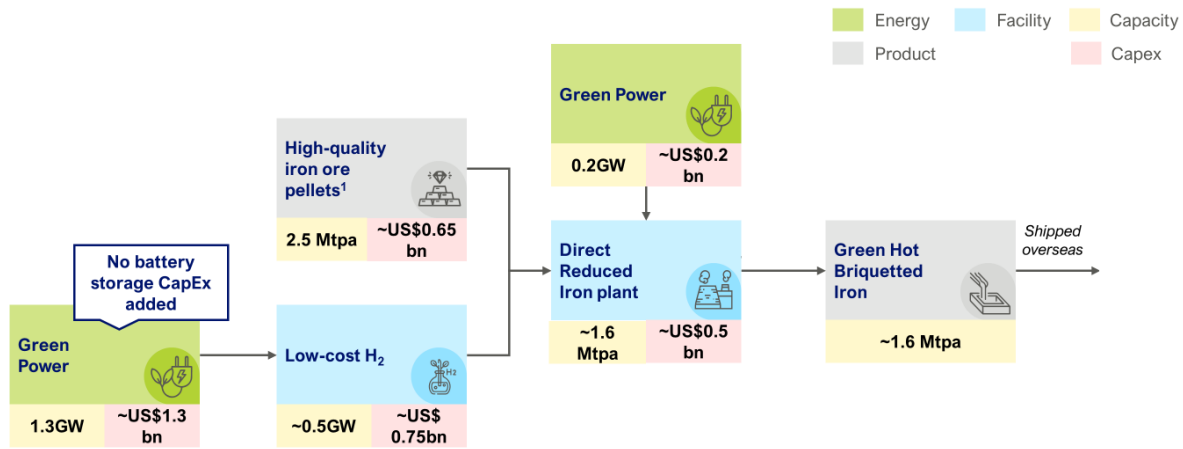 Energy
Facility
Capacity
Product
Capex
Green Power
0.2GW
~US$0.2
bn
High-quality
iron ore
pellets¹
2.5 Mtpa
~US$0.65
bn
No battery
storage CapEx
added
Green
Power
1.3GW
~US$1.3
bn
Low-cost H₂
H2
~0.5GW
~US$
0.75bn
Direct
Reduced
Iron plant
~1.6
Mtpa
~US$0.5
bn
Green Hot
Briquetted
Iron
~1.6 Mtpa
Shipped
overseas